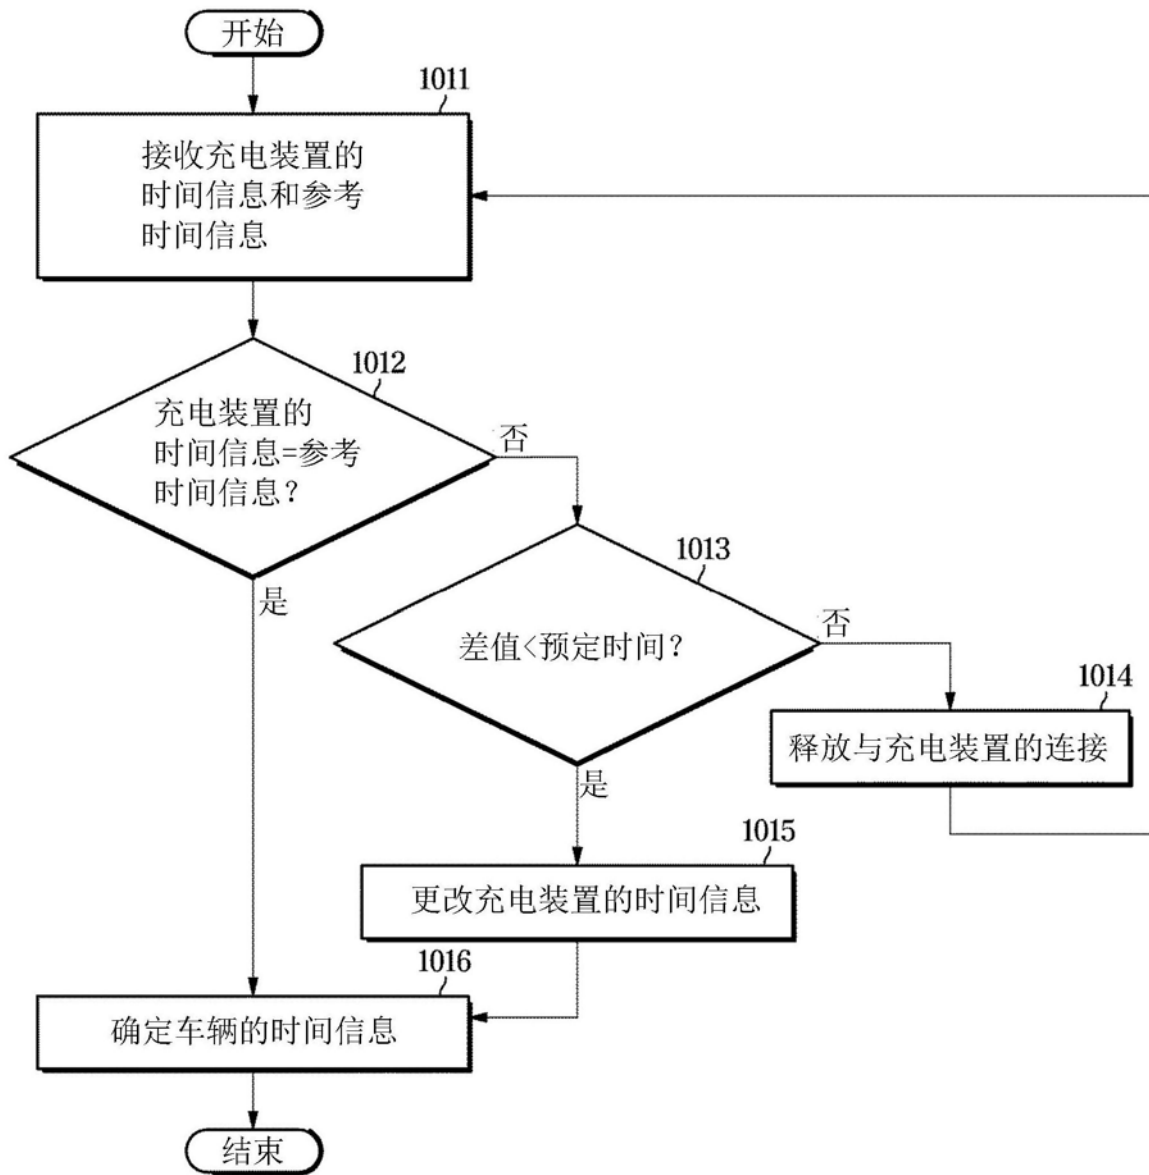 开始
1011
接收充电装置的
时间信息和参考
时间信息
1012
充电装置的
时间信息=参考
时间信息？
否
是
1013
差值<预定时间？
否
是
1014
释放与充电装置的连接
1015
更改充电装置的时间信息
1016
确定车辆的时间信息
结束